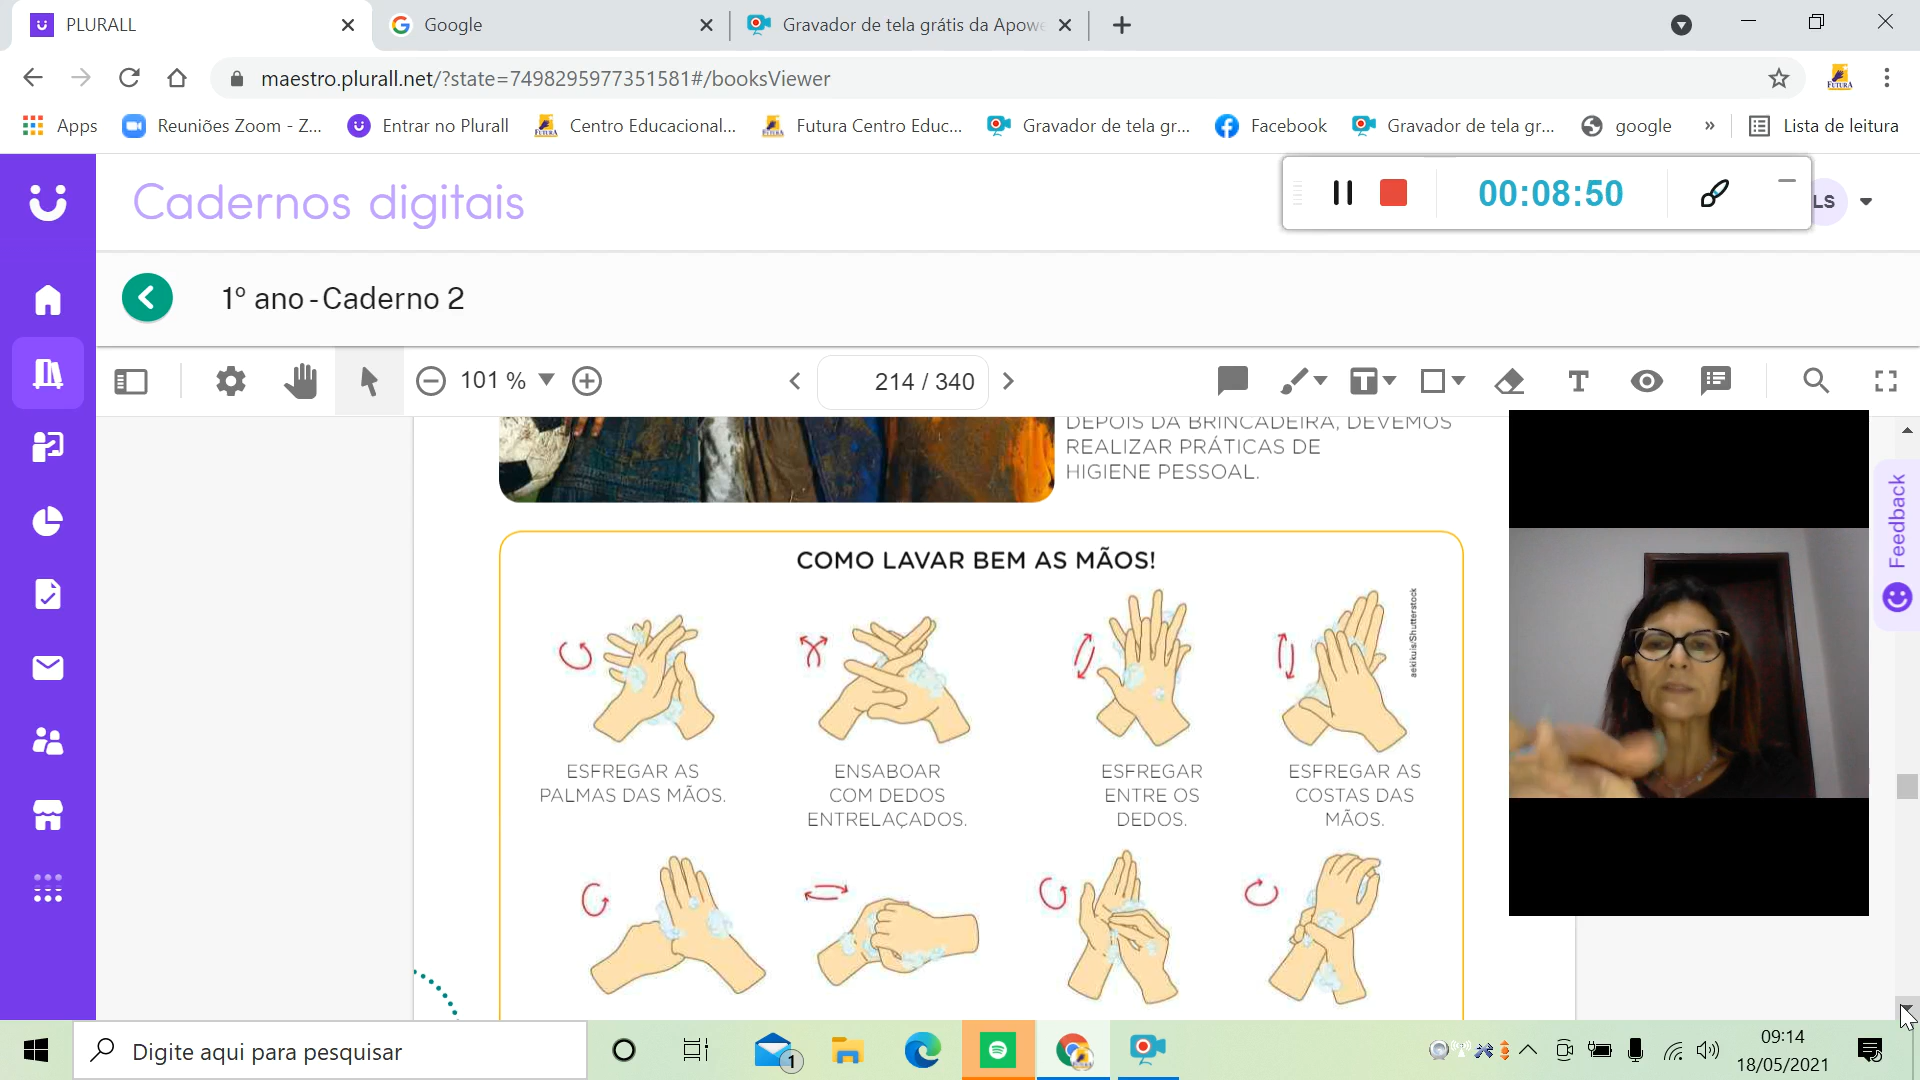 PLURALL
Google
Gravador de tela grátis da Apowe
maestro.plurall.net/?state=7498295977351581#/booksViewer
FUTURA
Apps
Reuniões Zoom - Z...
Entrar no Plurall
Centro Educacional...
Futura Centro Educ...
Gravador de tela gr...
Facebook
Gravador de tela gr...
google
»
Lista de leitura
Cadernos digitais
00:08:50
LS
1º ano - Caderno 2
101 %
214 / 340
DEPOIS DA BRINCADEIRA, DEVEMOS
REALIZAR PRÁTICAS DE
HIGIENE PESSOAL.
Feedback
COMO LAVAR BEM AS MÃOS!
aekikuis/Shutterstock
ESFREGAR AS
PALMAS DAS MÃOS.
ENSABOAR
COM DEDOS
ENTRELAÇADOS.
ESFREGAR
ENTRE OS
DEDOS.
ESFREGAR AS
COSTAS DAS
MÃOS.
Digite aqui para pesquisar
1
09:14
18/05/2021